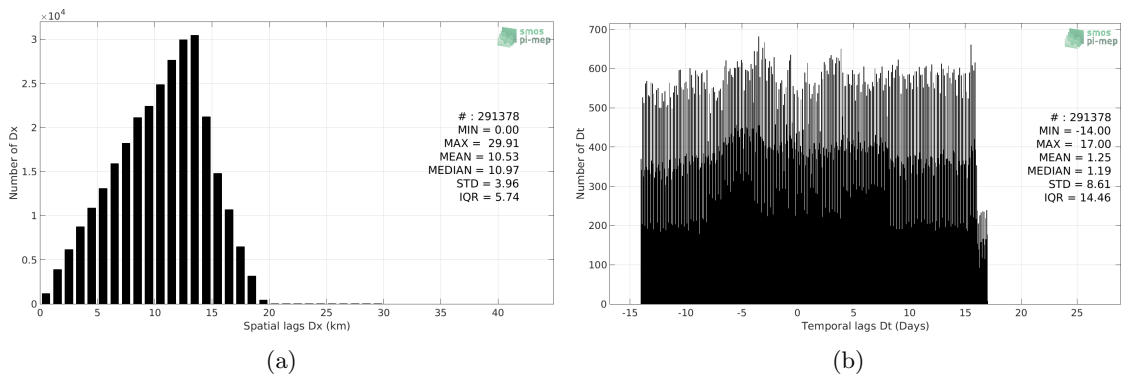 ×10⁴
3
2.5
2
1.5
1
0.5
0
Number of Dx
0 5 10 15 20 25 30 35 40
Spatial lags Dx (km)
smos
pi-mep
# : 291378
MIN = 0.00
MAX = 29.91
MEAN = 10.53
MEDIAN = 10.97
STD = 3.96
IQR = 5.74
(a)
700
600
500
400
300
200
100
0
Number of Dt
-15 -10 -5 0 5 10 15 20 25
Temporal lags Dt (Days)
smos
pi-mep
# : 291378
MIN = -14.00
MAX = 17.00
MEAN = 1.25
MEDIAN = 1.19
STD = 8.61
IQR = 14.46
(b)